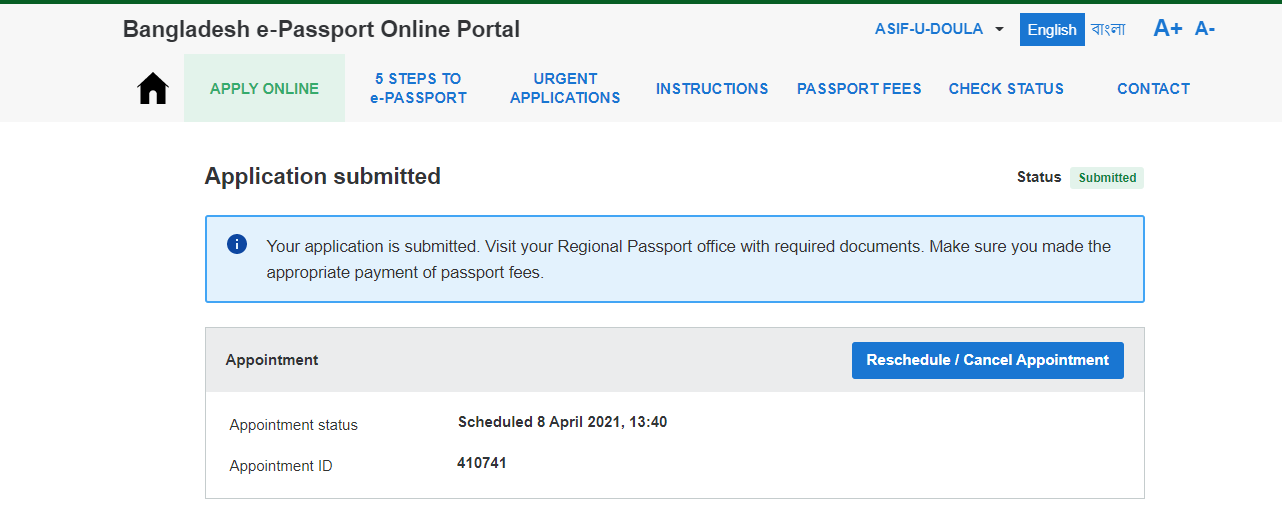 Bangladesh e-Passport Online Portal
ASIF-U-DOULA
English
বাংলা
A+
A-
APPLY ONLINE
5 STEPS TO
e-PASSPORT
URGENT
APPLICATIONS
INSTRUCTIONS
PASSPORT FEES
CHECK STATUS
CONTACT
Application submitted
Status Submitted
Your application is submitted. Visit your Regional Passport office with required documents. Make sure you made the
appropriate payment of passport fees.
Appointment
Reschedule / Cancel Appointment
Appointment status Scheduled 8 April 2021, 13:40
Appointment ID 410741